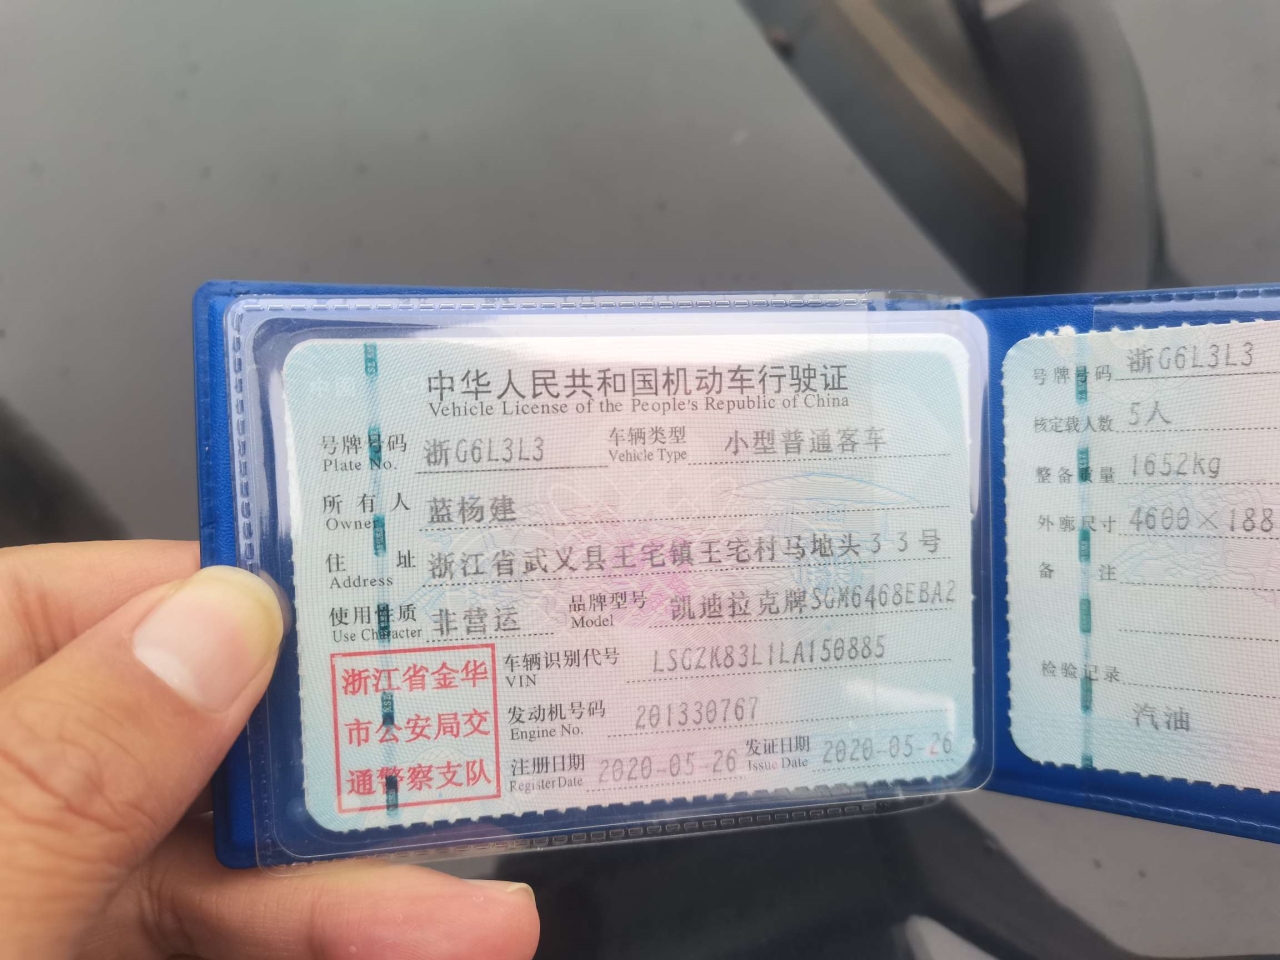 中华人民共和国机动车行驶证
Vehicle License of the People's Republic of China
号牌号码 浙G6L3L3 车辆类型 小型普通客车
Plate No. Vehicle Type
所有人 蓝杨建
Owner
住址 浙江省武义县王宅镇王宅村马地头33号
Address
使用性质 非营运 品牌型号 凯迪拉克牌SGM6468EBA2
Use Character Model
车辆识别代号 LSGZK83L1LA150885
VIN
发动机号码 201330767
Engine No.
注册日期 2020-05-26 发证日期 2020-05-26
Register Date Issue Date
浙江省金华
市公安局交
通警察支队
号牌号码 浙G6L3L3
核定载人数 5人
整备质量 1652kg
外廓尺寸 4600×188
备注
检验记录
汽油